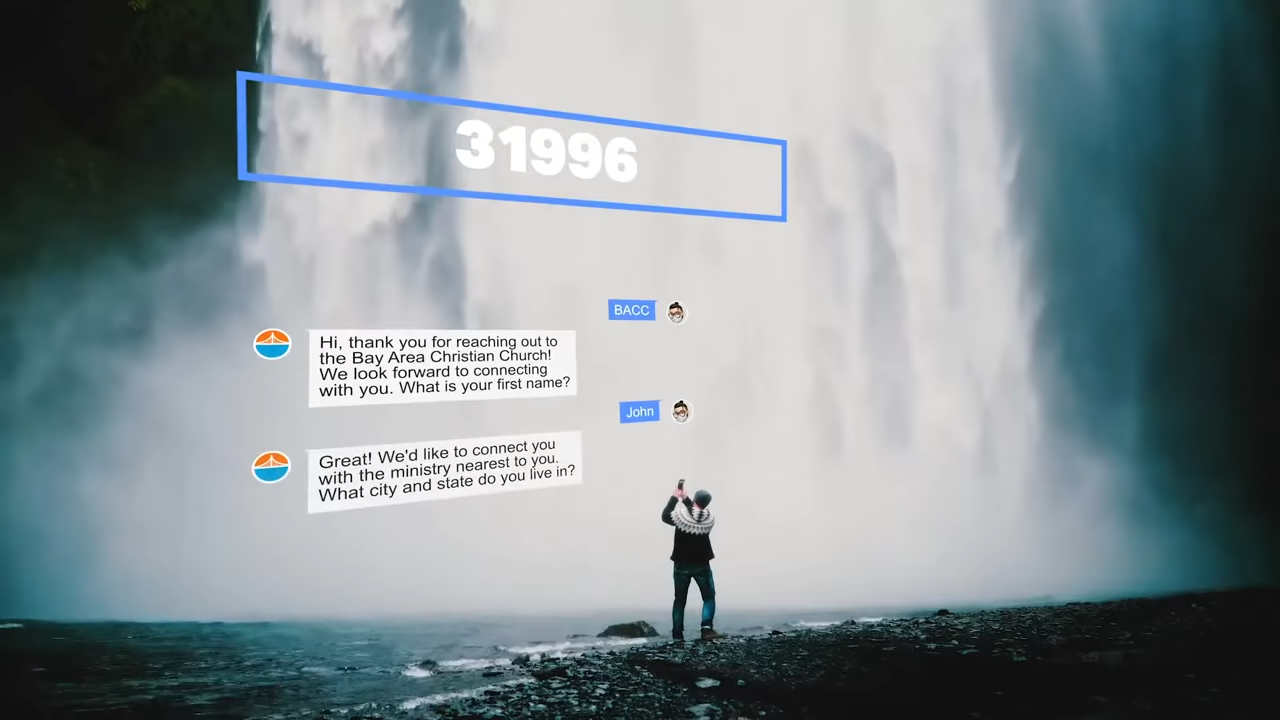 31996
BACC
Hi, thank you for reaching out to
the Bay Area Christian Church!
We look forward to connecting
with you. What is your first name?
John
Great! We'd like to connect you
with the ministry nearest to you.
What city and state do you live in?